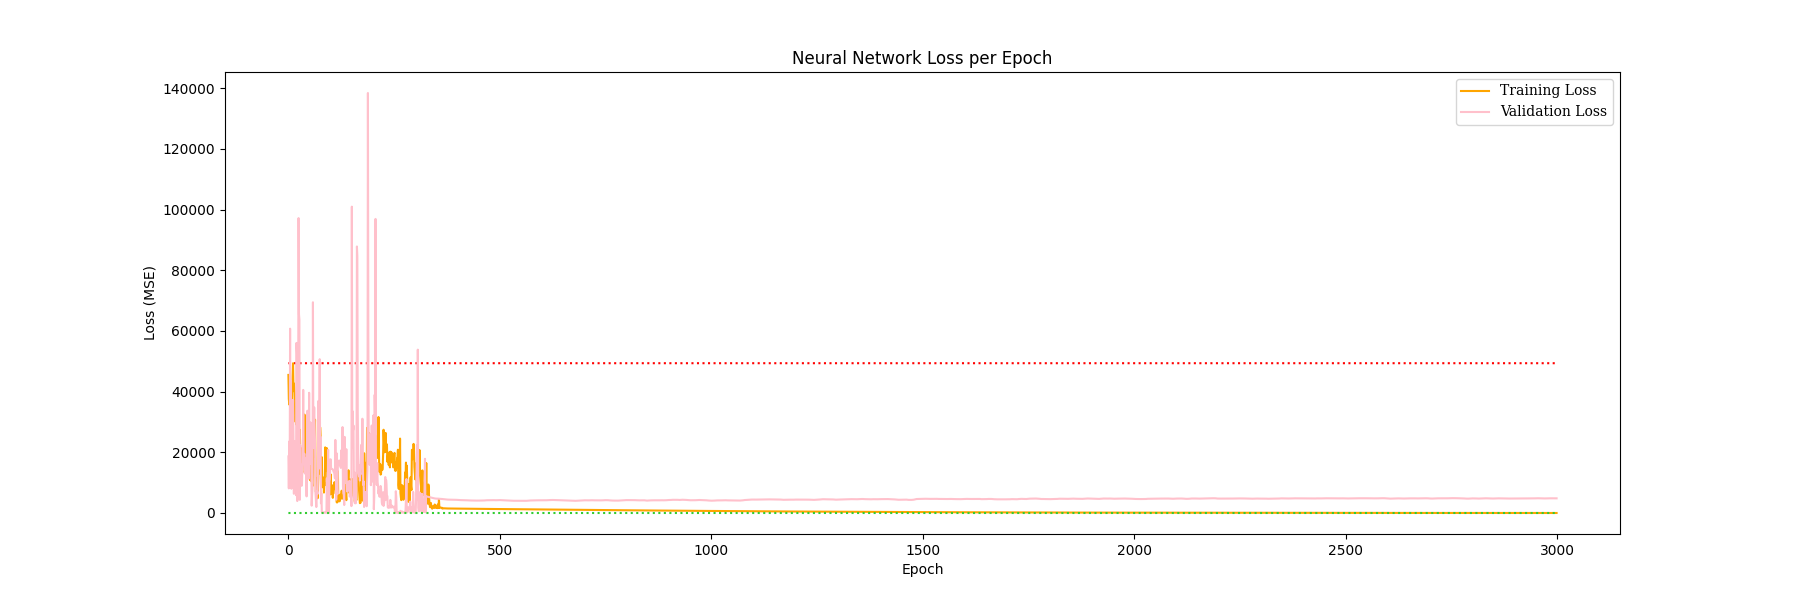 Neural Network Loss per Epoch
Training Loss
Validation Loss
Loss (MSE)
140000
120000
100000
80000
60000
40000
20000
0
0 500 1000 1500 2000 2500 3000
Epoch